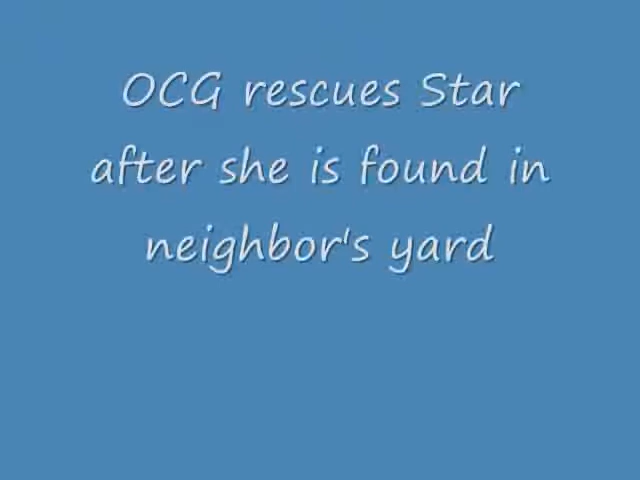 OCG rescues Star
after she is found in
neighbor's yard